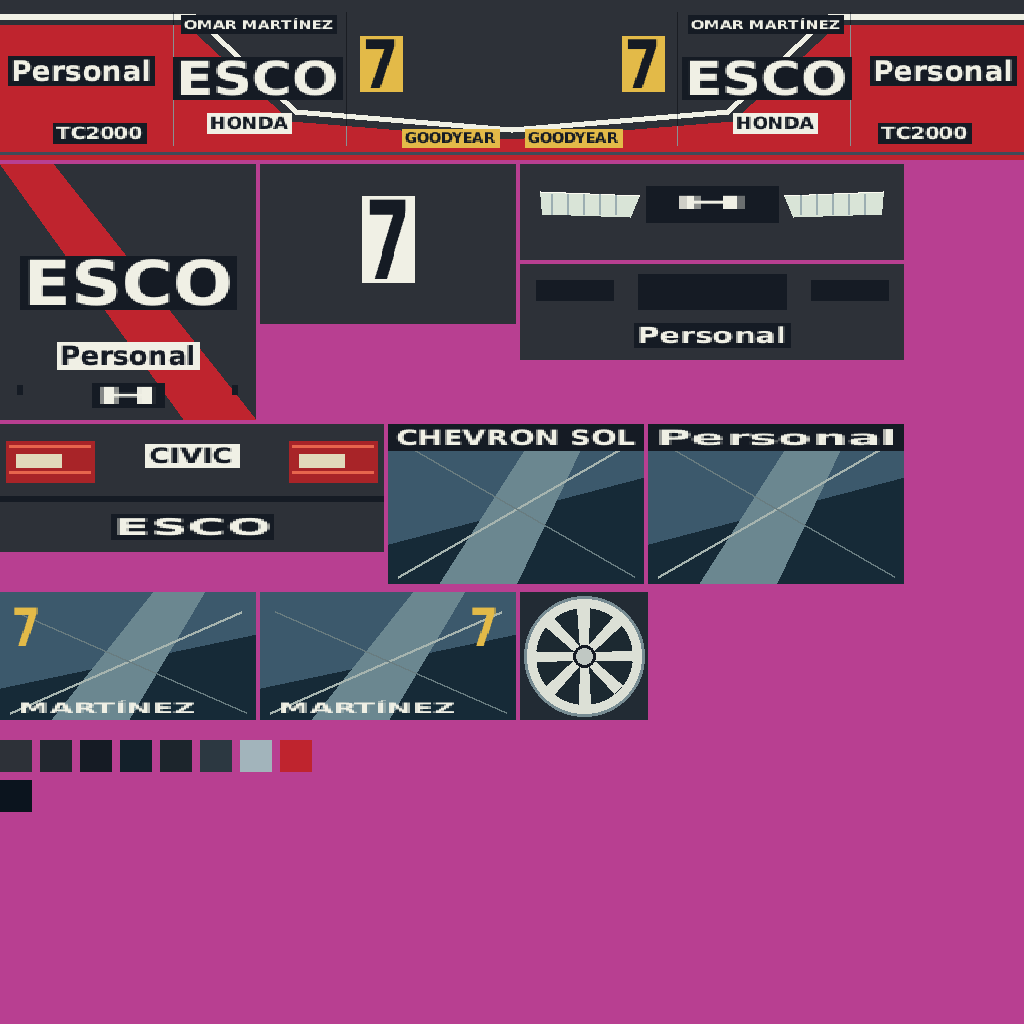 OMAR MARTÍNEZ
OMAR MARTÍNEZ
Personal
ESCO
7
7
ESCO
Personal
TC2000
HONDA
GOODYEAR
GOODYEAR
HONDA
TC2000
ESCO
Personal
7
Personal
CIVIC
ESCO
CHEVRON SOL
Personal
7
MARTÍNEZ
7
MARTÍNEZ